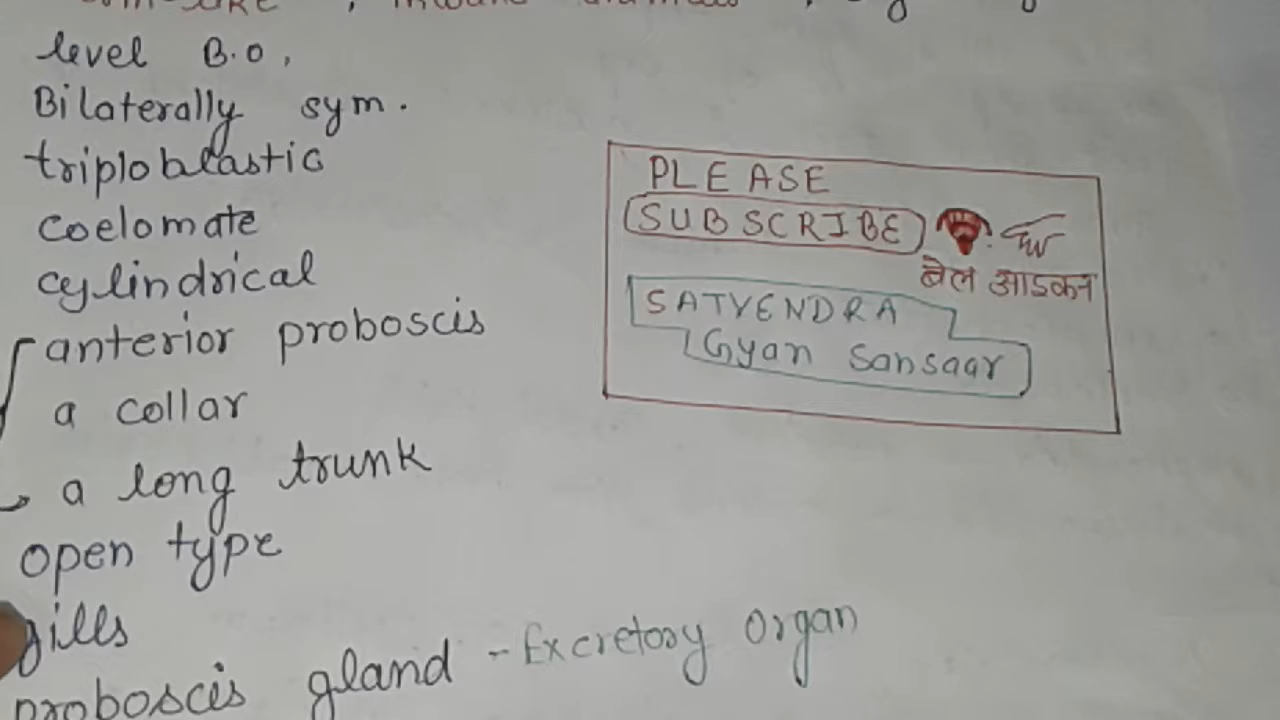 level B.O,
Bilaterally sym.
triploblastic
coelomate
cylindrical
anterior proboscis
a collar
a long trunk
open type
gills
proboscis gland - Excretory organ
PLEASE
SUBSCRIBE
बेल आइकन
SATYENDRA
Gyan Sansaar